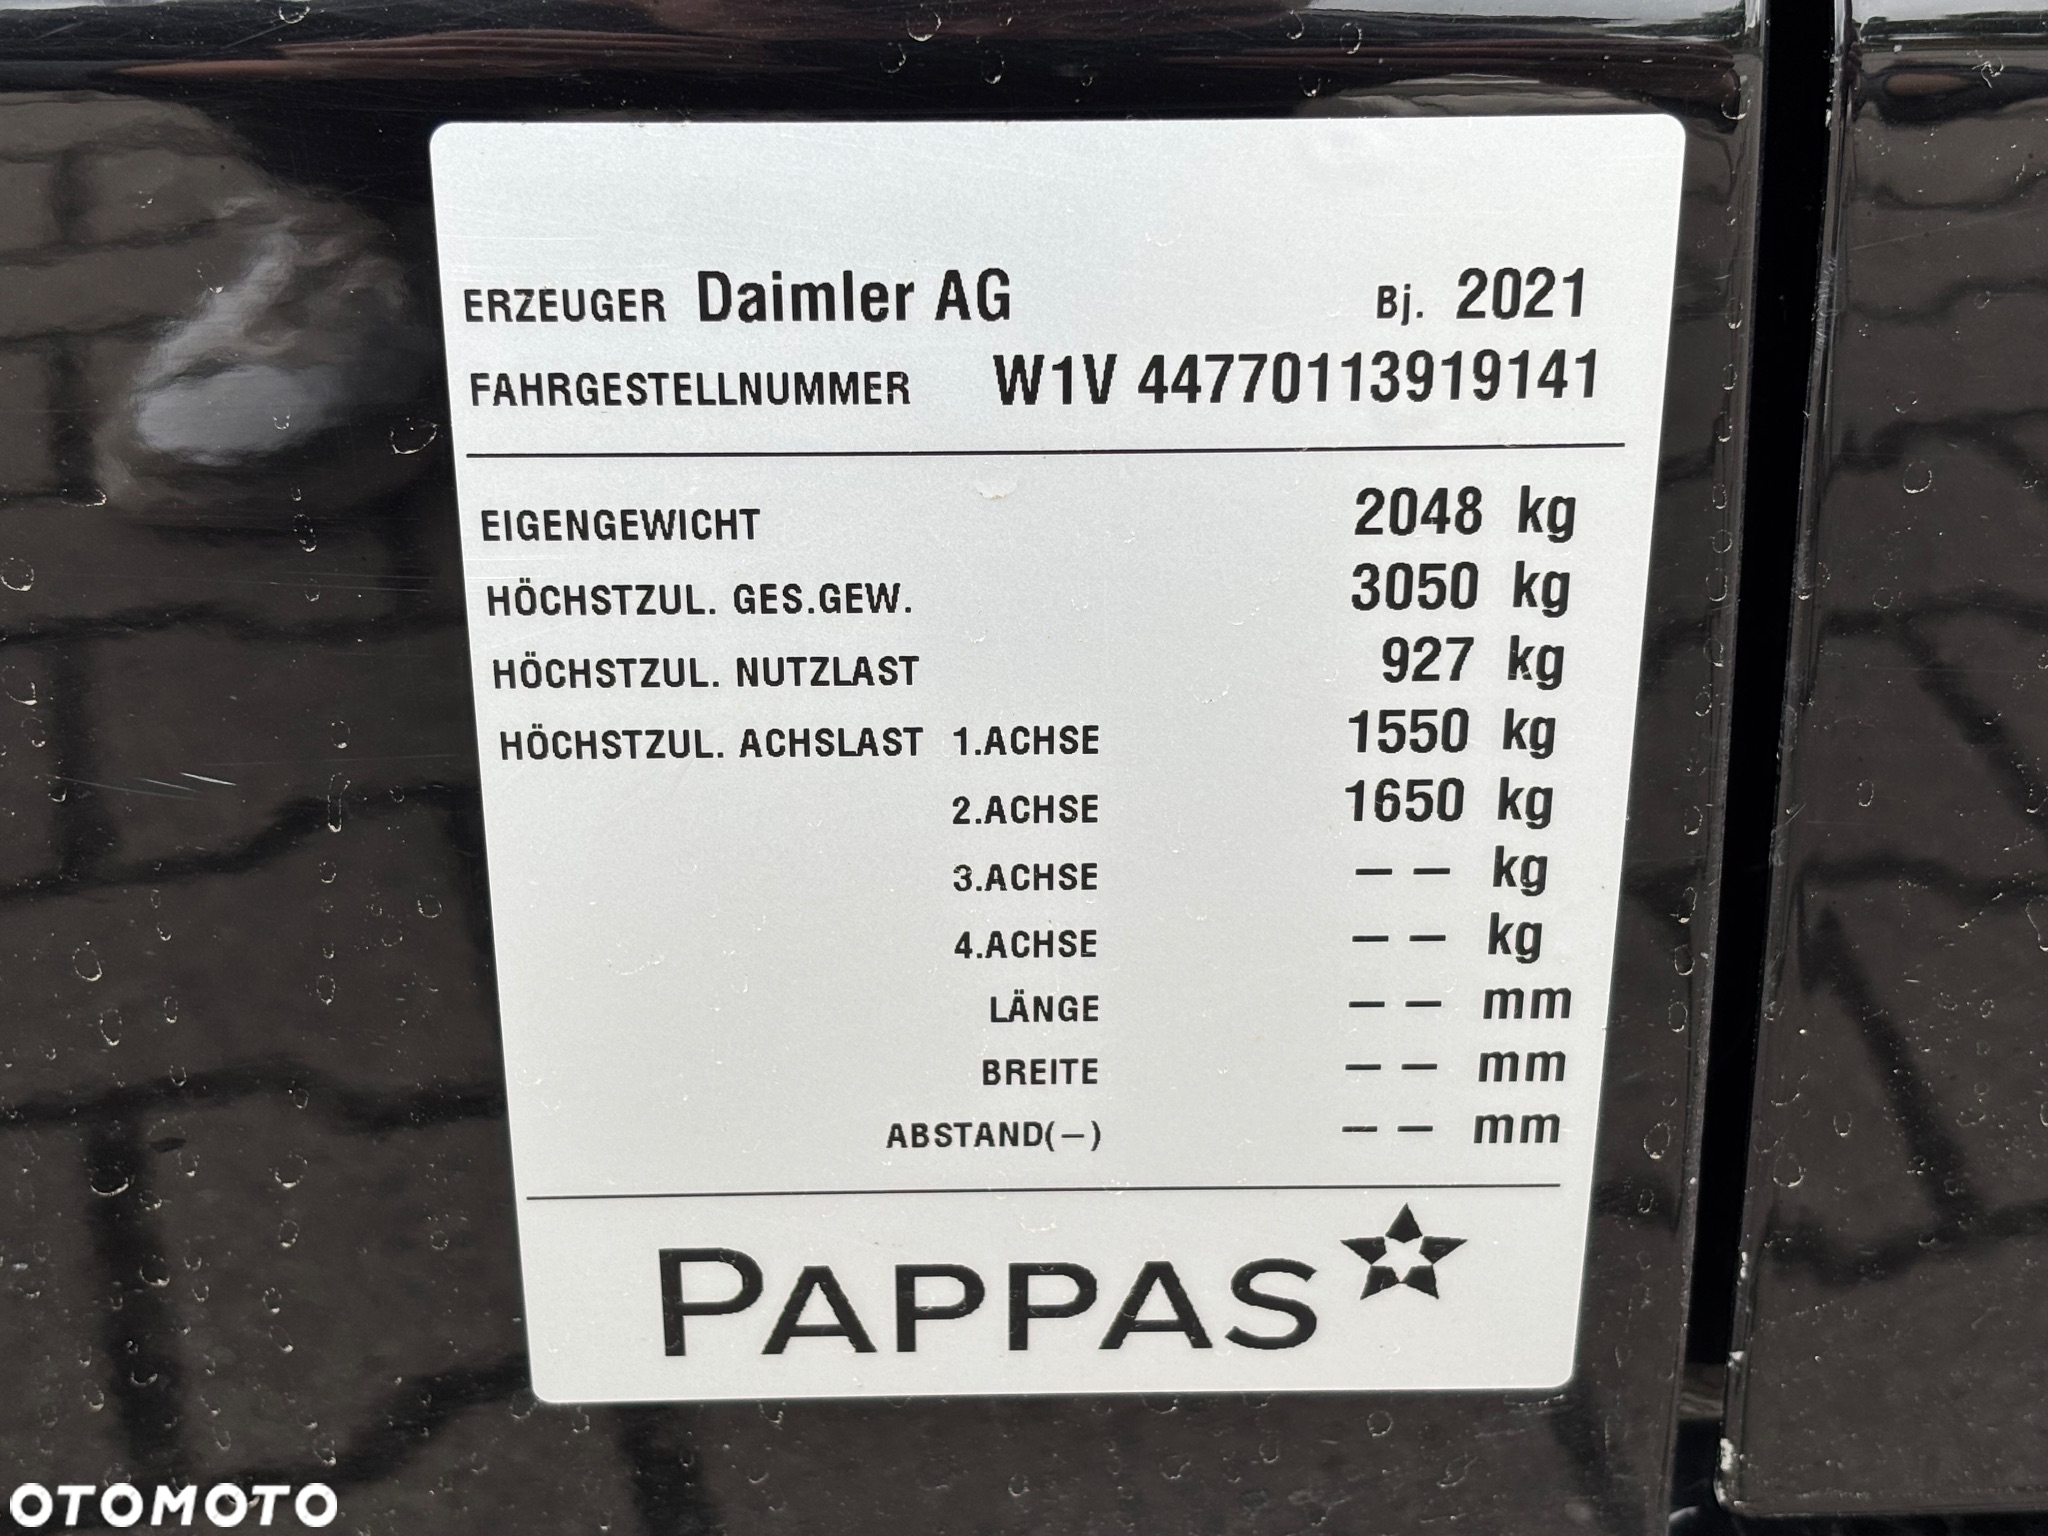 ERZEUGER Daimler AG Bj. 2021
FAHRGESTELLNUMMER W1V 44770113919141
EIGENGEWICHT 2048 kg
HÖCHSTZUL. GES.GEW. 3050 kg
HÖCHSTZUL. NUTZLAST 927 kg
HÖCHSTZUL. ACHSLAST 1.ACHSE 1550 kg
2.ACHSE 1650 kg
3.ACHSE – – kg
4.ACHSE – – kg
LÄNGE – – mm
BREITE – – mm
ABSTAND(–) – – mm
PAPPAS
OTOMOTO